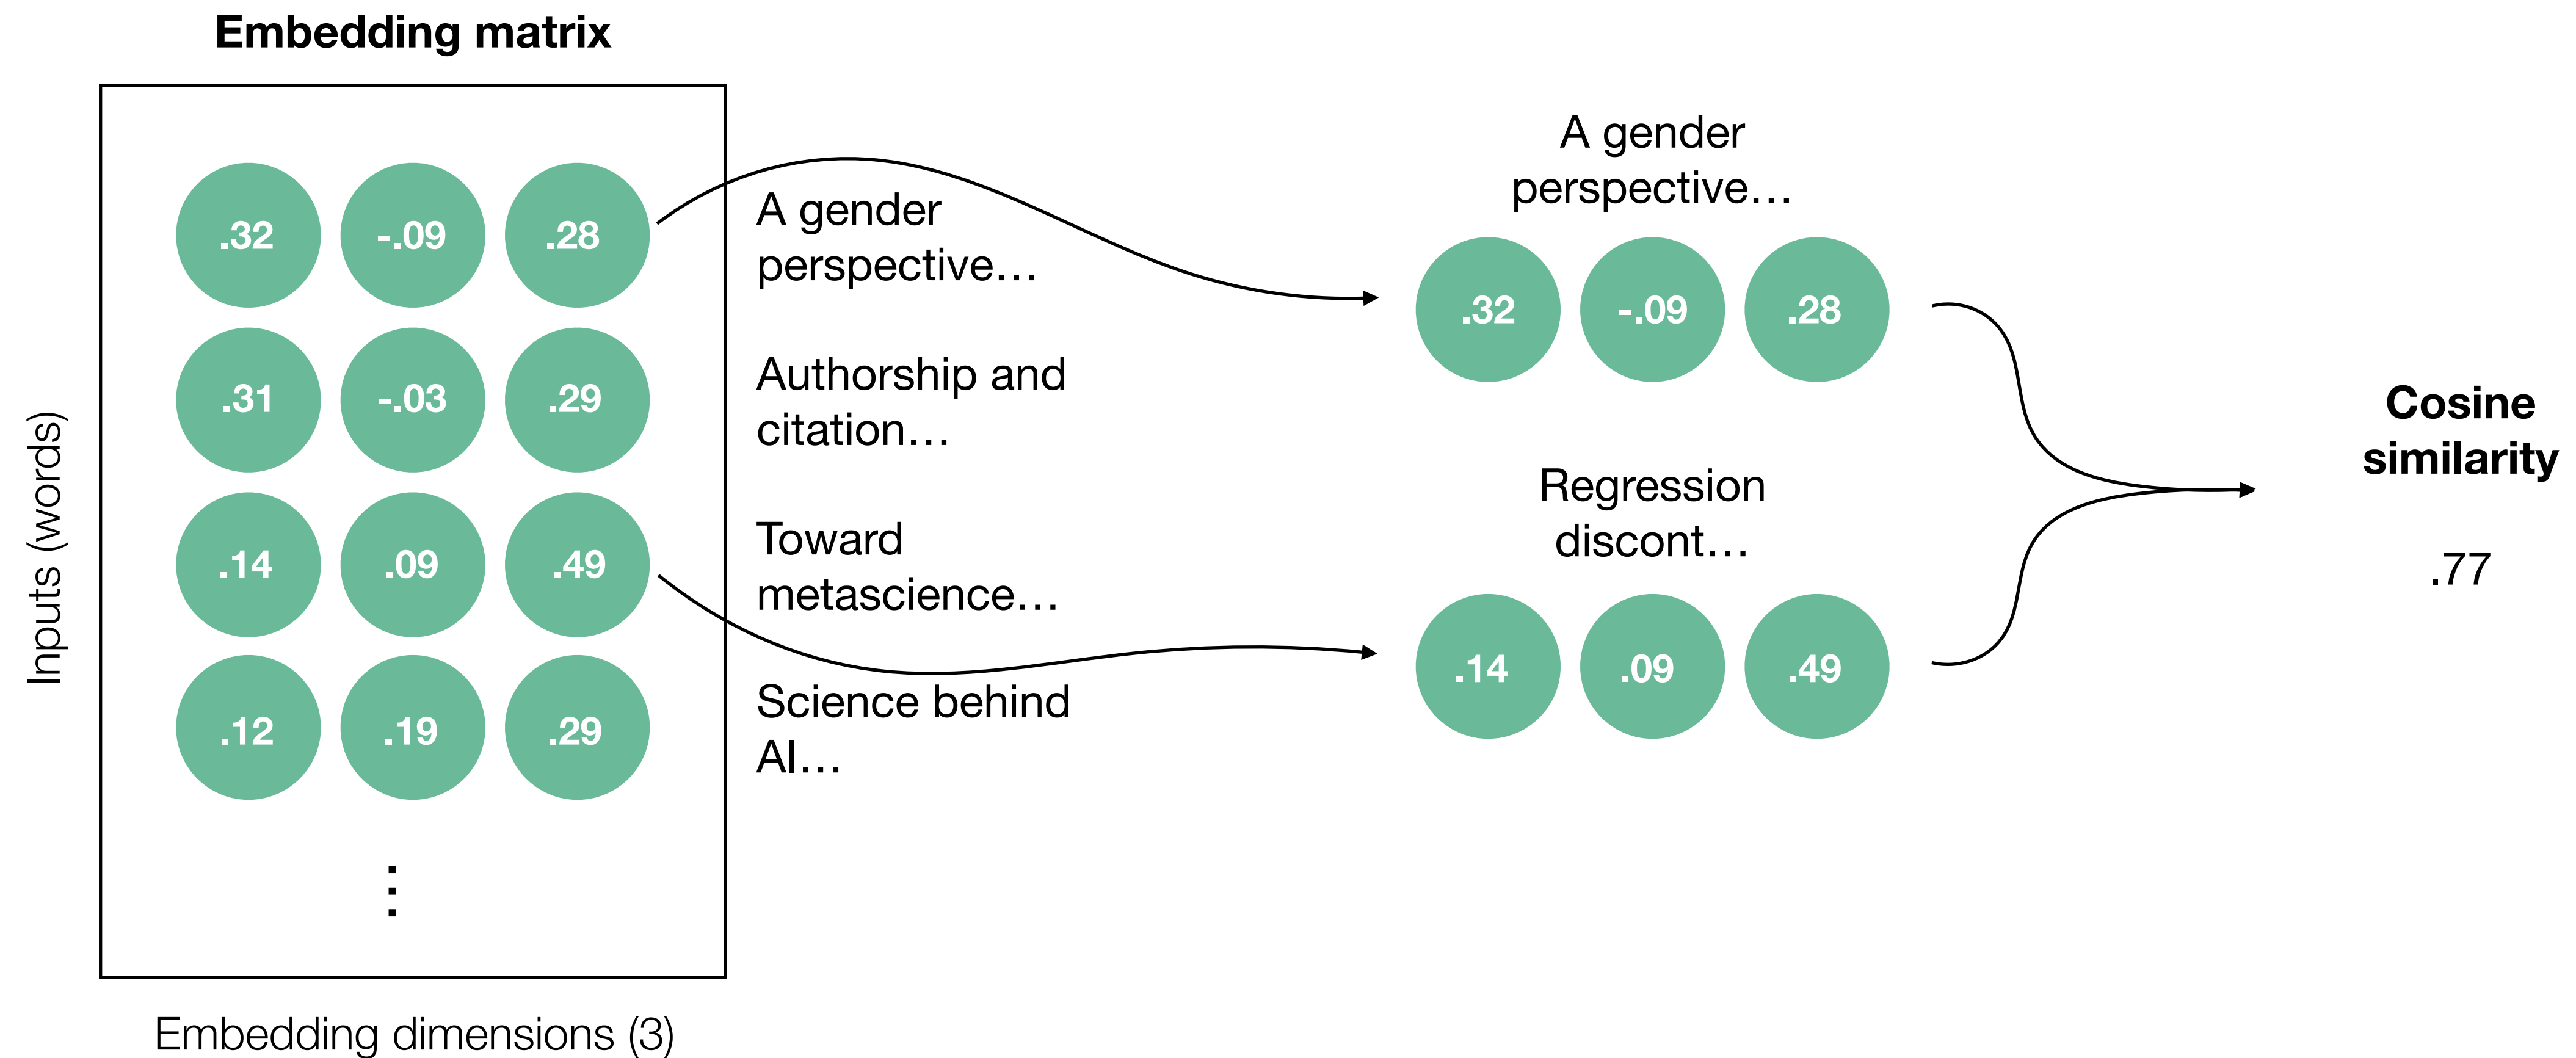 Embedding matrix
Inputs (words)
.32 -.09 .28
A gender
perspective…
.31 -.03 .29
Authorship and
citation…
.14 .09 .49
Toward
metascience…
.12 .19 .29
Science behind
AI…
⋮
Embedding dimensions (3)
A gender
perspective…
.32 -.09 .28
Regression
discont…
.14 .09 .49
Cosine
similarity
.77